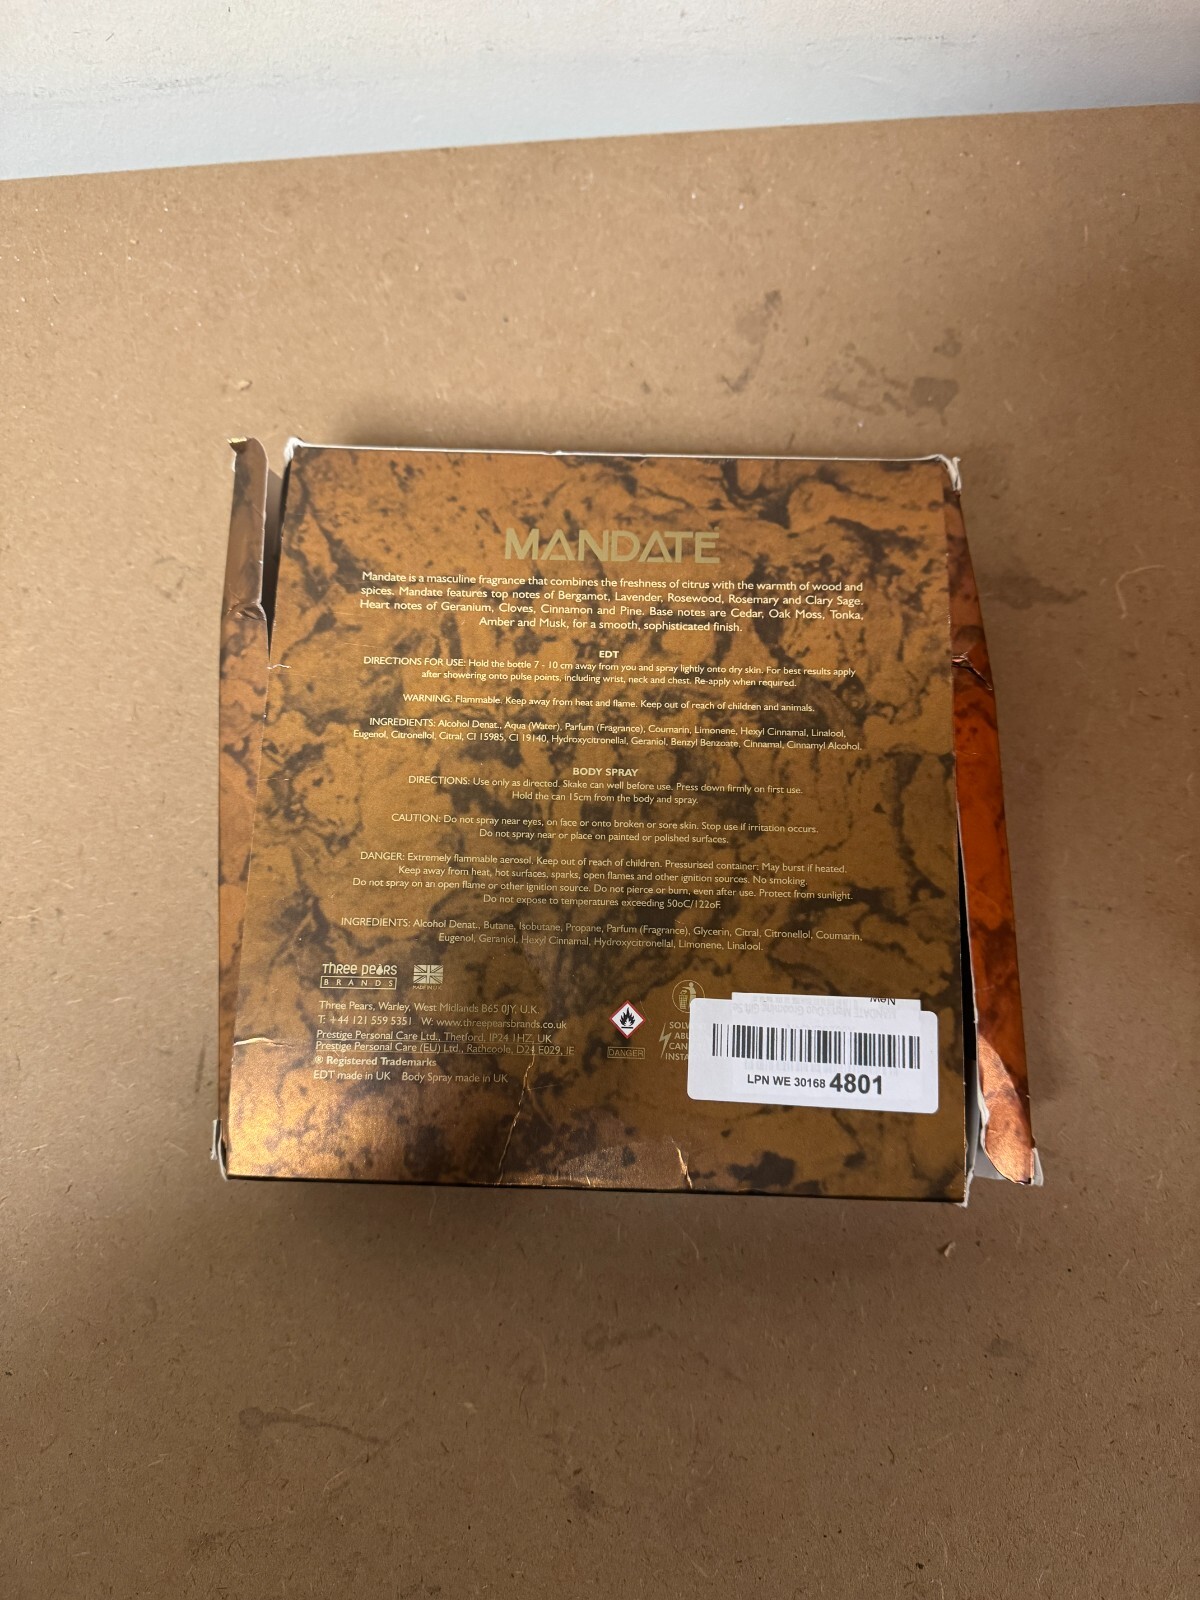 MANDATE
Mandate is a masculine fragrance that combines the freshness of citrus with the warmth of wood and
spices. Mandate features top notes of Bergamot, Lavender, Rosewood, Rosemary and Clary Sage.
Heart notes of Geranium, Cloves, Cinnamon and Pine. Base notes are Cedar, Oak Moss, Tonka,
Amber and Musk, for a smooth, sophisticated finish.
EDT
DIRECTIONS FOR USE: Hold the bottle 7 - 10 cm away from you and spray lightly onto dry skin. For best results apply
after showering onto pulse points, including wrist, neck and chest. Re-apply when required.
WARNING: Flammable. Keep away from heat and flame. Keep out of reach of children and animals.
INGREDIENTS: Alcohol Denat., Aqua (Water), Parfum (Fragrance), Coumarin, Limonene, Hexyl Cinnamal, Linalool,
Eugenol, Citronellol, Citral, CI 15985, CI 19140, Hydroxycitronellal, Geraniol, Benzyl Benzoate, Cinnamal, Cinnamyl Alcohol.
BODY SPRAY
DIRECTIONS: Use only as directed. Skake can well before use. Press down firmly on first use.
Hold the can 15cm from the body and spray.
CAUTION: Do not spray near eyes, on face or onto broken or sore skin. Stop use if irritation occurs.
Do not spray near or place on painted or polished surfaces.
DANGER: Extremely flammable aerosol. Keep out of reach of children. Pressurised container: May burst if heated.
Keep away from heat, hot surfaces, sparks, open flames and other ignition sources. No smoking.
Do not spray on an open flame or other ignition source. Do not pierce or burn, even after use. Protect from sunlight.
Do not expose to temperatures exceeding 50oC/122oF.
INGREDIENTS: Alcohol Denat., Butane, Isobutane, Propane, Parfum (Fragrance), Glycerin, Citral, Citronellol, Coumarin,
Eugenol, Geraniol, Hexyl Cinnamal, Hydroxycitronellal, Limonene, Linalool.
Three pears
BRANDS
MADE IN UK
Three Pears, Warley, West Midlands B65 0JY, U.K.
T: +44 121 559 5351 W: www.threepearsbrands.co.uk
Prestige Personal Care Ltd., Thetford, IP24 1HZ, UK
Prestige Personal Care (EU) Ltd., Rathcoole, D24 E029, IE
® Registered Trademarks
EDT made in UK Body Spray made in UK
DANGER
SOLV
ABU
CAN
INSTA
New
LPN WE 30168 4801